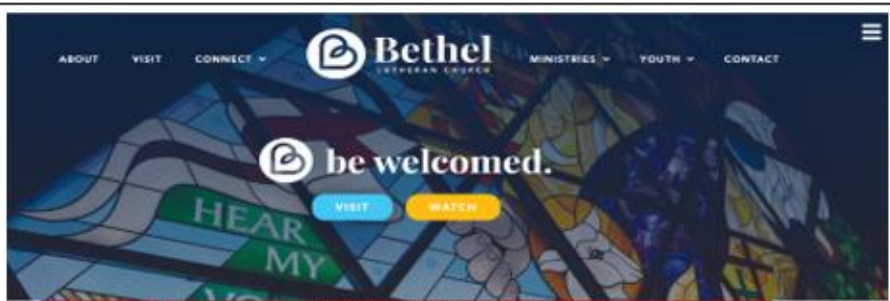 ABOUT VISIT CONNECT Bethel MINISTRIES YOUTH CONTACT
LUTHERAN CHURCH
be welcomed.
VISIT WATCH
HEAR
MY